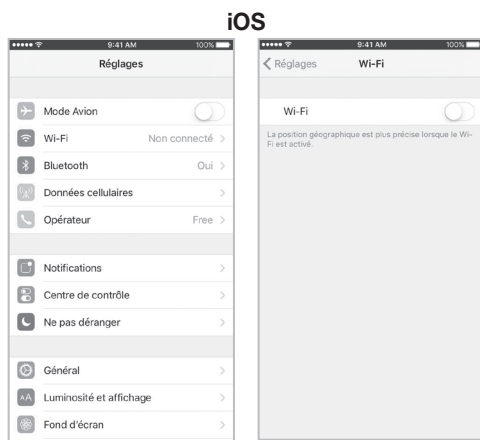 iOS
9:41 AM 100%
Réglages
Mode Avion
Wi-Fi Non connecté
Bluetooth Oui
Données cellulaires
Opérateur Free
Notifications
Centre de contrôle
Ne pas déranger
Général
AA Luminosité et affichage
Fond d'écran
9:41 AM 100%
Réglages Wi-Fi
Wi-Fi
La position géographique est plus précise lorsque le Wi-
Fi est activé.